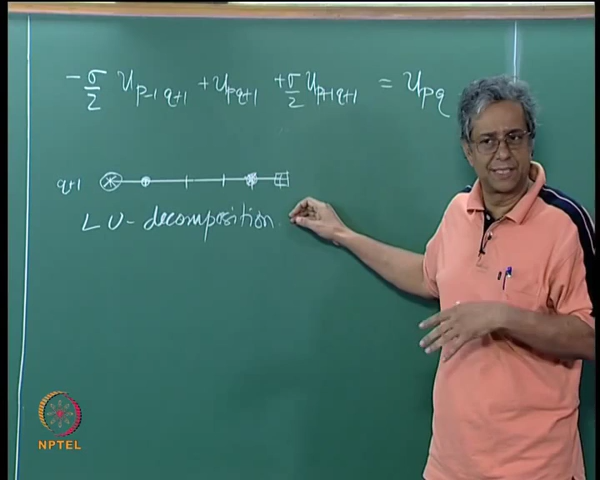 -σ/2 u_{p-1 q+1} + u_{p q+1} + σ/2 u_{p+1 q+1} = u_{pq}
q+1
LU-decomposition
NPTEL